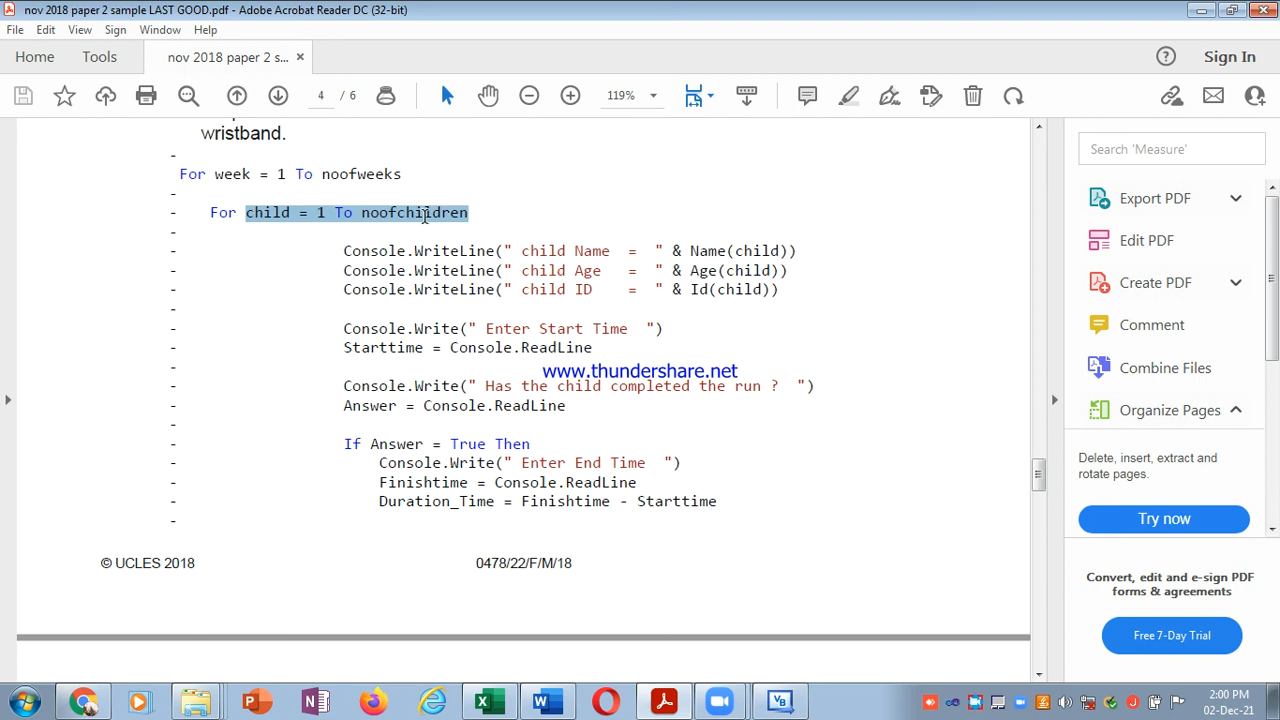 nov 2018 paper 2 sample LAST GOOD.pdf - Adobe Acrobat Reader DC (32-bit)
File Edit View Sign Window Help
Home Tools nov 2018 paper 2 s... × Sign In
4 / 6 119%
wristband.
-
For week = 1 To noofweeks
-
- For child = 1 To noofchildren
-
- Console.WriteLine(" child Name = " & Name(child))
- Console.WriteLine(" child Age = " & Age(child))
- Console.WriteLine(" child ID = " & Id(child))
-
- Console.Write(" Enter Start Time ")
- Starttime = Console.ReadLine
-
www.thundershare.net
- Console.Write(" Has the child completed the run ? ")
- Answer = Console.ReadLine
-
- If Answer = True Then
- Console.Write(" Enter End Time ")
- Finishtime = Console.ReadLine
- Duration_Time = Finishtime - Starttime
-
© UCLES 2018 0478/22/F/M/18
Search 'Measure'
Export PDF
Edit PDF
Create PDF
Comment
Combine Files
Organize Pages
Delete, insert, extract and
rotate pages.
Try now
Convert, edit and e-sign PDF
forms & agreements
Free 7-Day Trial
2:00 PM
02-Dec-21